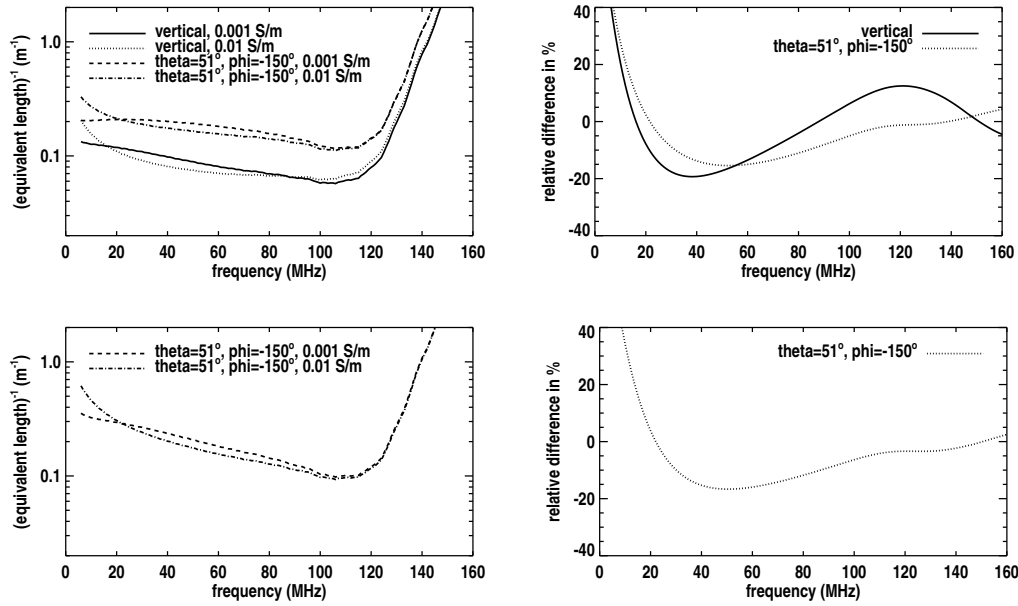 vertical, 0.001 S/m
vertical, 0.01 S/m
theta=51°, phi=-150°, 0.001 S/m
theta=51°, phi=-150°, 0.01 S/m
1.0
0.1
(equivalent length)⁻¹ (m⁻¹)
0 20 40 60 80 100 120 140 160
frequency (MHz)
vertical
theta=51°, phi=-150°
40
20
0
-20
-40
relative difference in %
0 20 40 60 80 100 120 140 160
frequency (MHz)
theta=51°, phi=-150°, 0.001 S/m
theta=51°, phi=-150°, 0.01 S/m
1.0
0.1
(equivalent length)⁻¹ (m⁻¹)
0 20 40 60 80 100 120 140 160
frequency (MHz)
theta=51°, phi=-150°
40
20
0
-20
-40
relative difference in %
0 20 40 60 80 100 120 140 160
frequency (MHz)